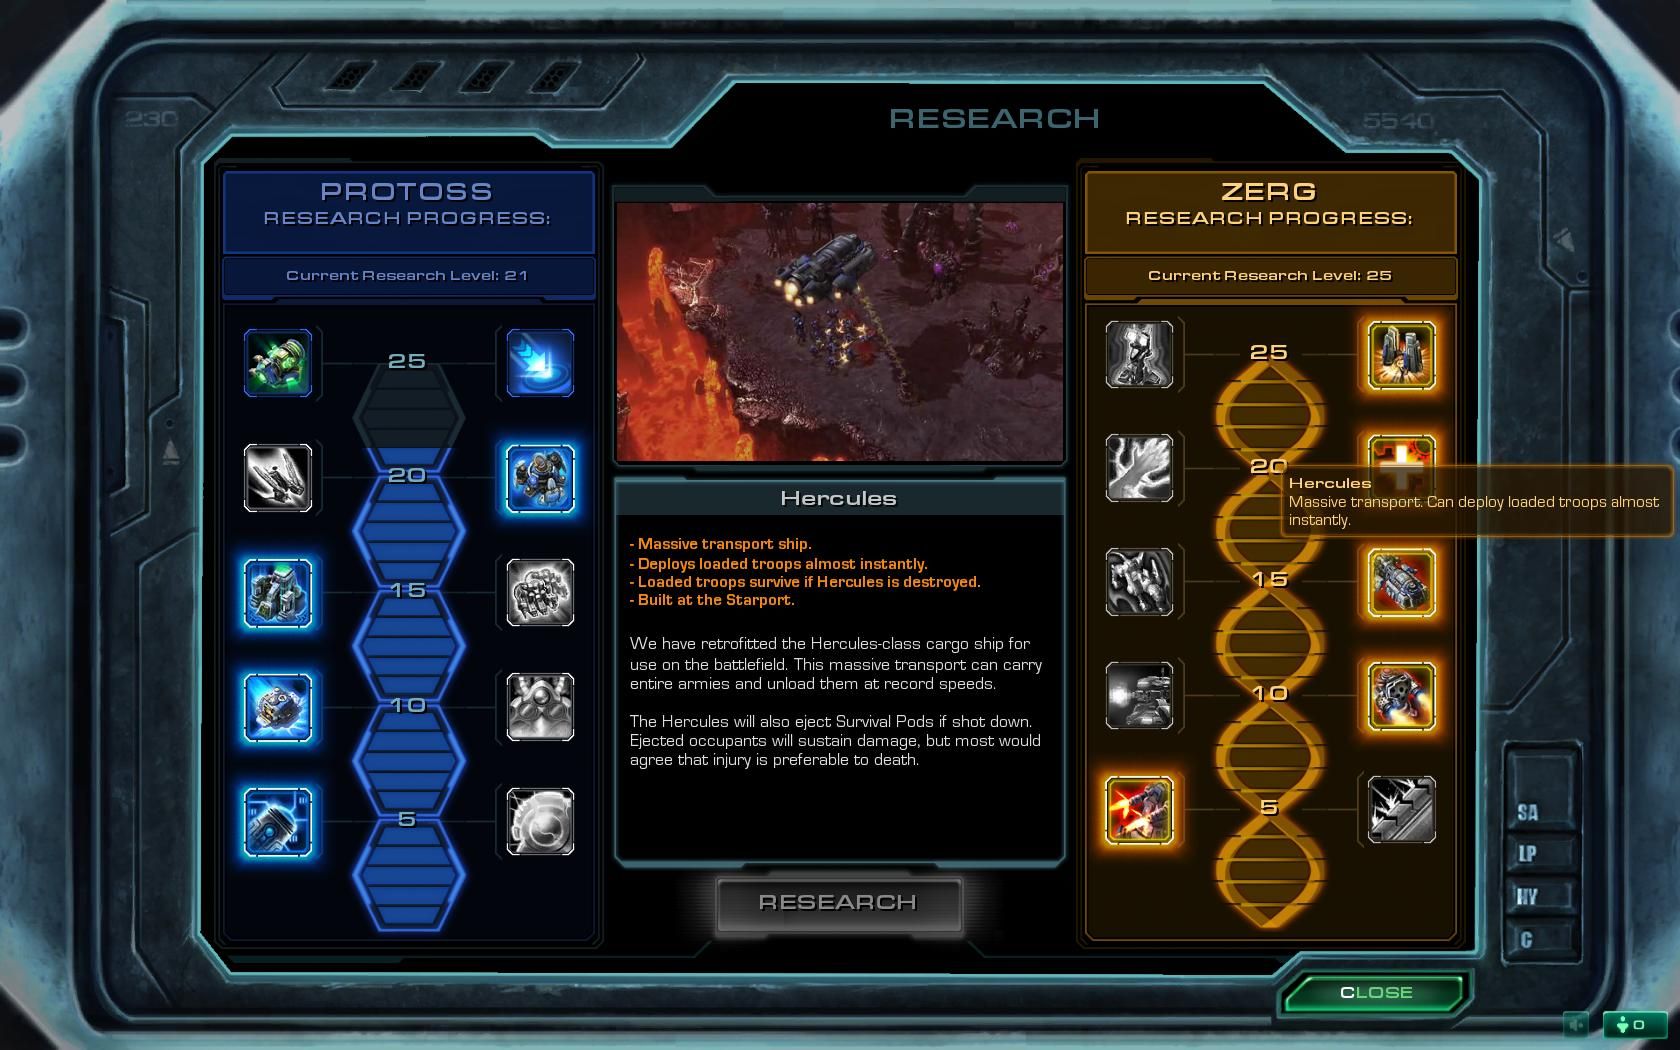 RESEARCH
230
5540
PROTOSS
RESEARCH PROGRESS:
Current Research Level: 21
25
20
15
10
5
Hercules
- Massive transport ship.
- Deploys loaded troops almost instantly.
- Loaded troops survive if Hercules is destroyed.
- Built at the Starport.
We have retrofitted the Hercules-class cargo ship for
use on the battlefield. This massive transport can carry
entire armies and unload them at record speeds.
The Hercules will also eject Survival Pods if shot down.
Ejected occupants will sustain damage, but most would
agree that injury is preferable to death.
RESEARCH
ZERG
RESEARCH PROGRESS:
Current Research Level: 25
25
20
Hercules
Massive transport. Can deploy loaded troops almost
instantly.
15
10
5
SA
LP
HY
G
CLOSE
0